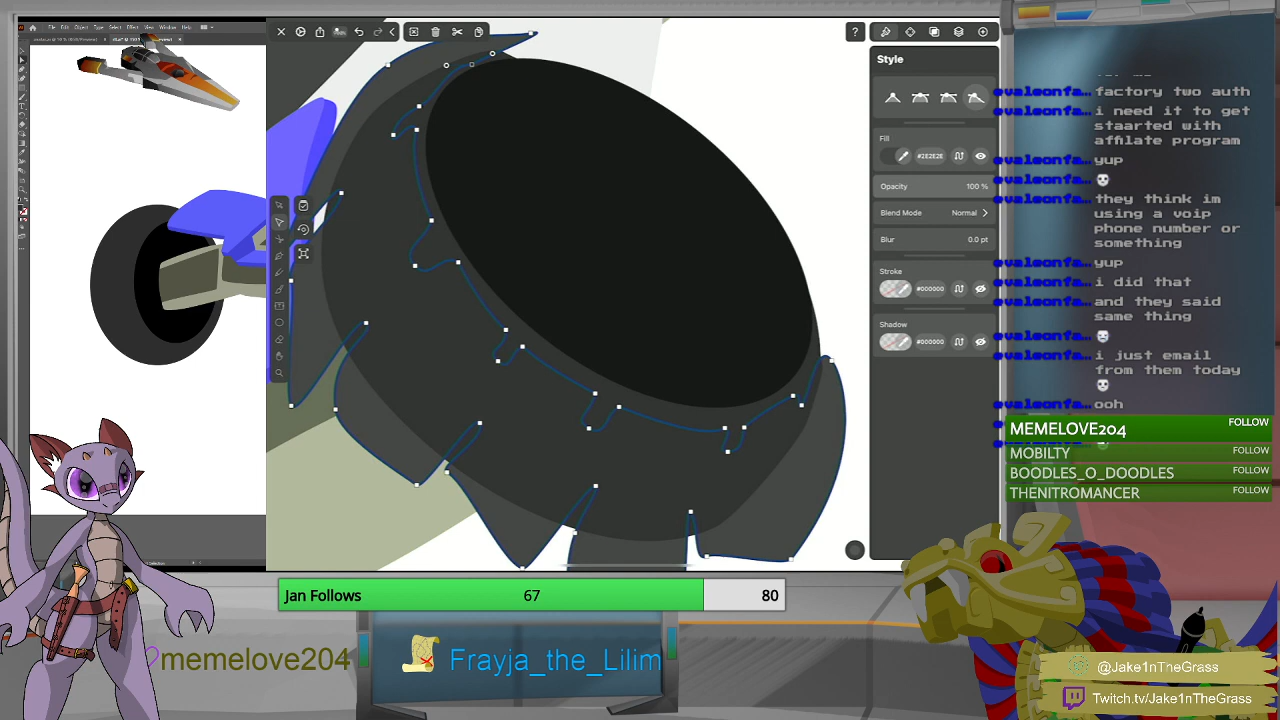 ?
Style
Fill
#2E2E2E
Opacity
100 %
Blend Mode
Normal
Blur
0.0 pt
Stroke
#000000
Shadow
#000000
factory two auth
i need it to get
staarted with
affilate program
yup
they think im
using a voip
phone number or
something
yup
i did that
and they said
same thing
i just email
from them today
ooh
MEMELOVE204
FOLLOW
MOBILTY
FOLLOW
BOODLES_O_DOODLES
FOLLOW
THENITROMANCER
FOLLOW
Jan Follows
67
80
memelove204
Frayja_the_Lilim
@Jake1nTheGrass
Twitch.tv/Jake1nTheGrass